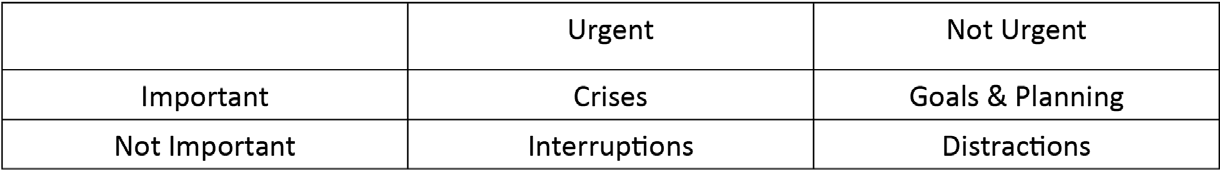 Urgent Not Urgent
Important Crises Goals & Planning
Not Important Interruptions Distractions